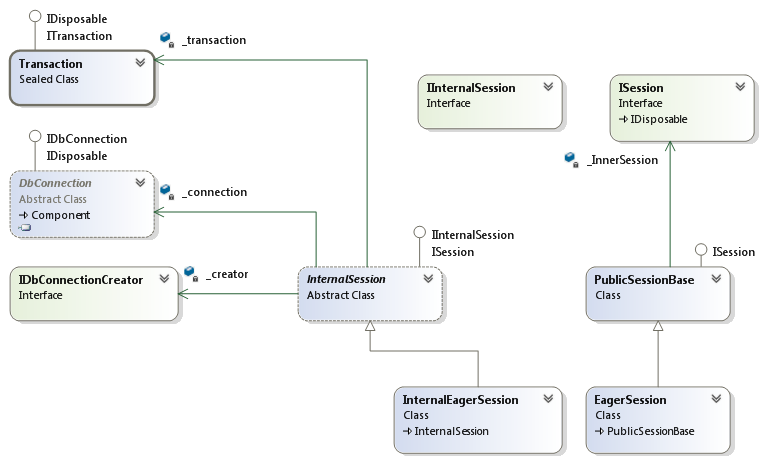 IDisposable
ITransaction
Transaction
Sealed Class
_transaction
IInternalSession
Interface
ISession
Interface
IDisposable
IDbConnection
IDisposable
DbConnection
Abstract Class
Component
_connection
_InnerSession
IInternalSession
ISession
ISession
IDbConnectionCreator
Interface
_creator
InternalSession
Abstract Class
PublicSessionBase
Class
InternalEagerSession
Class
InternalSession
EagerSession
Class
PublicSessionBase